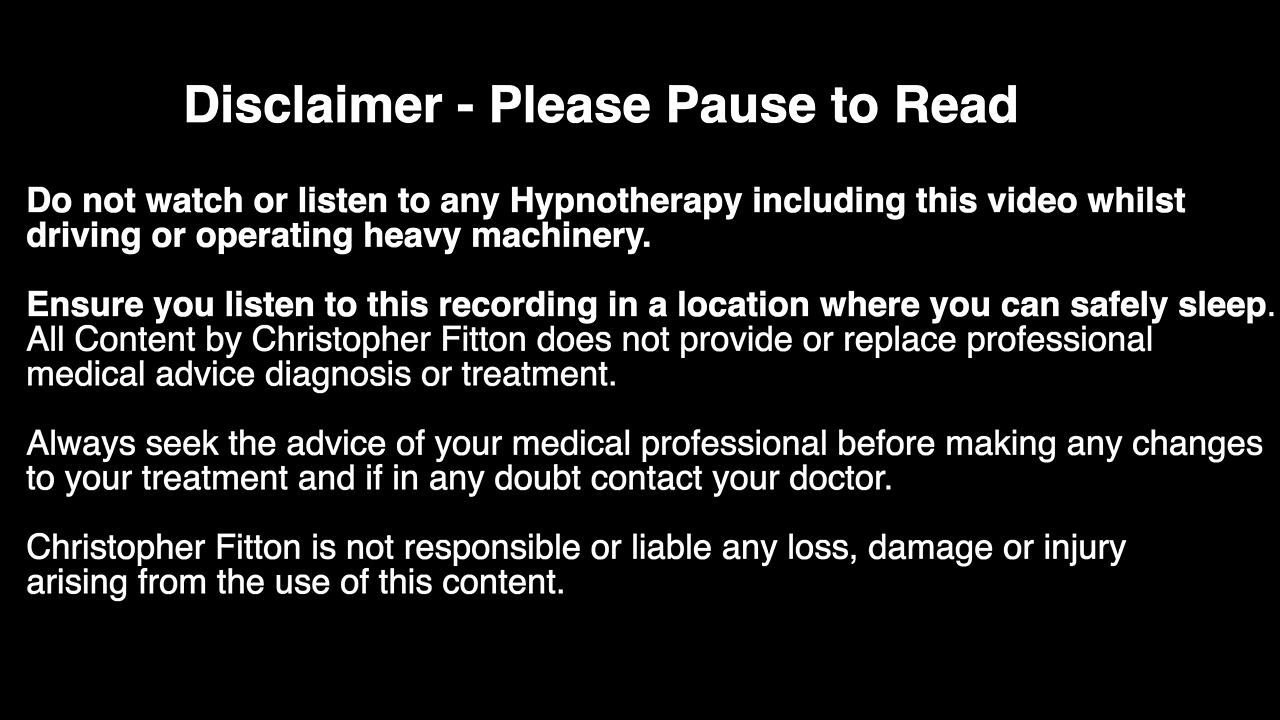 Disclaimer - Please Pause to Read
Do not watch or listen to any Hypnotherapy including this video whilst
driving or operating heavy machinery.
Ensure you listen to this recording in a location where you can safely sleep.
All Content by Christopher Fitton does not provide or replace professional
medical advice diagnosis or treatment.
Always seek the advice of your medical professional before making any changes
to your treatment and if in any doubt contact your doctor.
Christopher Fitton is not responsible or liable any loss, damage or injury
arising from the use of this content.